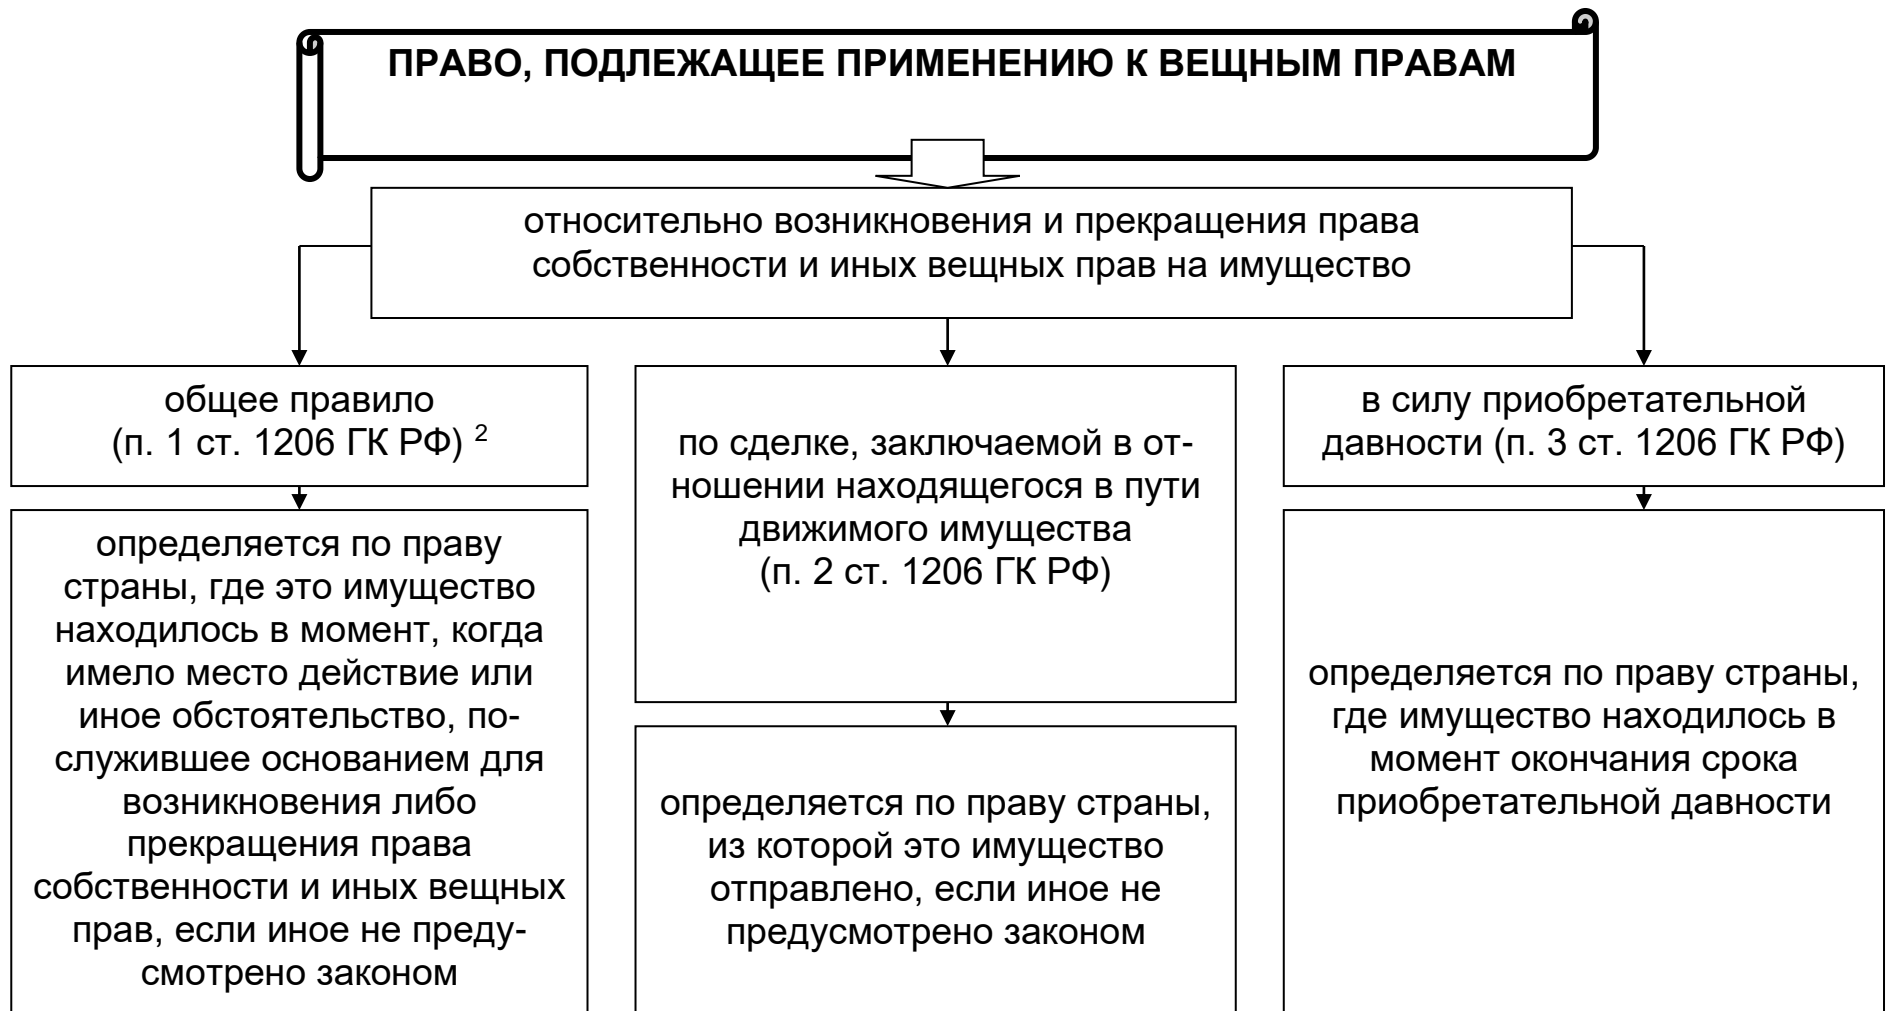 ПРАВО, ПОДЛЕЖАЩЕЕ ПРИМЕНЕНИЮ К ВЕЩНЫМ ПРАВАМ
относительно возникновения и прекращения права
собственности и иных вещных прав на имущество
общее правило
(п. 1 ст. 1206 ГК РФ) ²
определяется по праву
страны, где это имущество
находилось в момент, когда
имело место действие или
иное обстоятельство, по-
служившее основанием для
возникновения либо
прекращения права
собственности и иных вещных
прав, если иное не преду-
смотрено законом
по сделке, заключаемой в от-
ношении находящегося в пути
движимого имущества
(п. 2 ст. 1206 ГК РФ)
определяется по праву страны,
из которой это имущество
отправлено, если иное не
предусмотрено законом
в силу приобретательной
давности (п. 3 ст. 1206 ГК РФ)
определяется по праву страны,
где имущество находилось в
момент окончания срока
приобретательной давности